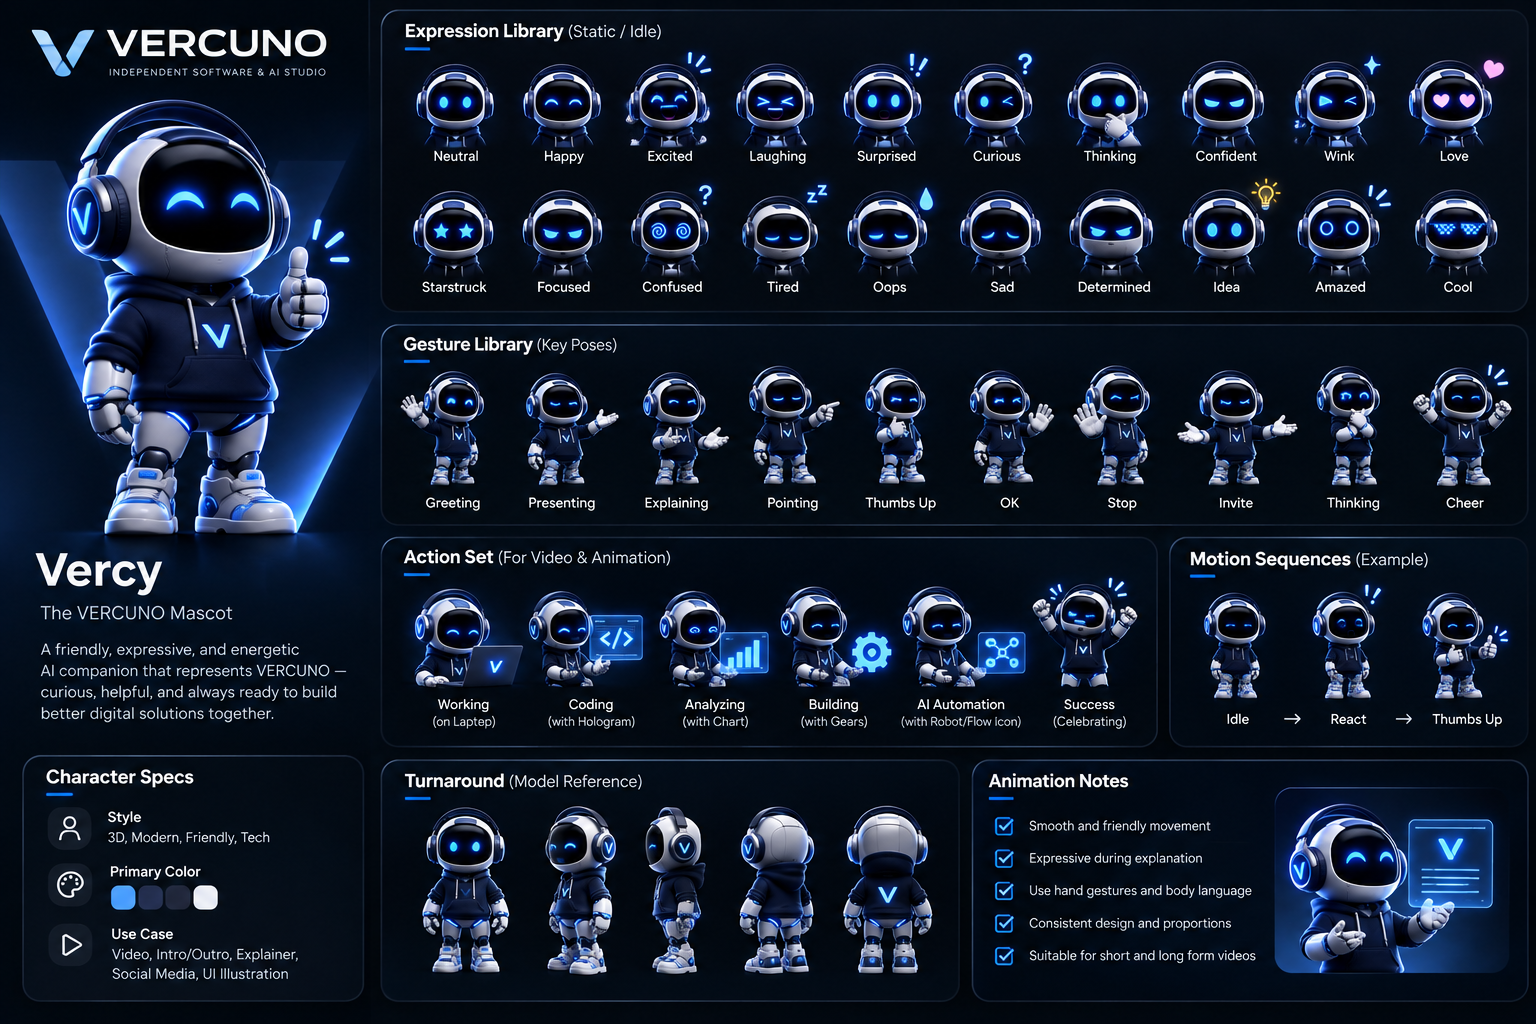 VERCUNO
INDEPENDENT SOFTWARE & AI STUDIO
Vercy
The VERCUNO Mascot
A friendly, expressive, and energetic
AI companion that represents VERCUNO —
curious, helpful, and always ready to build
better digital solutions together.
Character Specs
Style
3D, Modern, Friendly, Tech
Primary Color
Use Case
Video, Intro/Outro, Explainer,
Social Media, UI Illustration
Expression Library (Static / Idle)
!!
?
Neutral Happy Excited Laughing Surprised Curious Thinking Confident Wink Love
?
zZ
Starstruck Focused Confused Tired Oops Sad Determined Idea Amazed Cool
Gesture Library (Key Poses)
Greeting Presenting Explaining Pointing Thumbs Up OK Stop Invite Thinking Cheer
Action Set (For Video & Animation)
</>
Working Coding Analyzing Building AI Automation Success
(on Laptep) (with Hologram) (with Chart) (with Gears) (with Robot/Flow icon) (Celebrating)
Motion Sequences (Example)
!!
Idle → React → Thumbs Up
Turnaround (Model Reference)
Animation Notes
Smooth and friendly movement
Expressive during explanation
Use hand gestures and body language
Consistent design and proportions
Suitable for short and long form videos